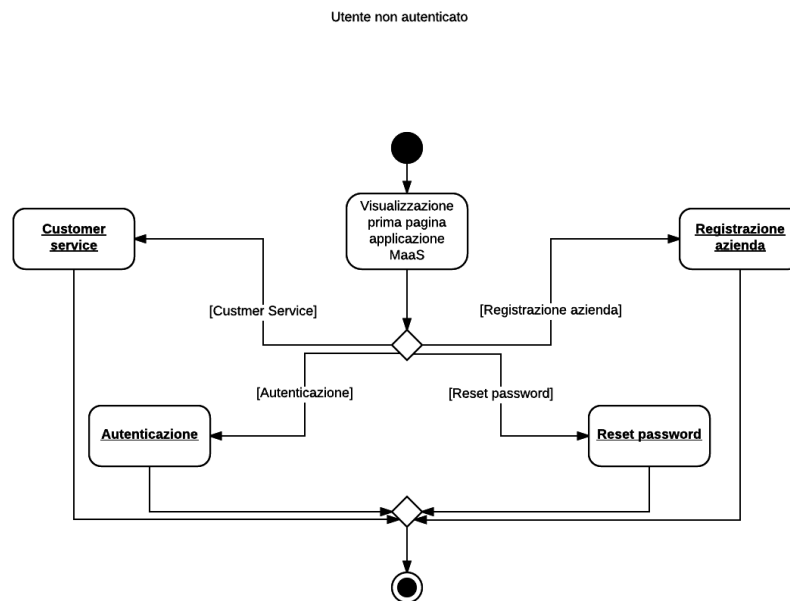 Utente non autenticato
Visualizzazione
prima pagina
applicazione
MaaS
Customer
service
Registrazione
azienda
[Custmer Service]
[Registrazione azienda]
[Autenticazione]
[Reset password]
Autenticazione
Reset password